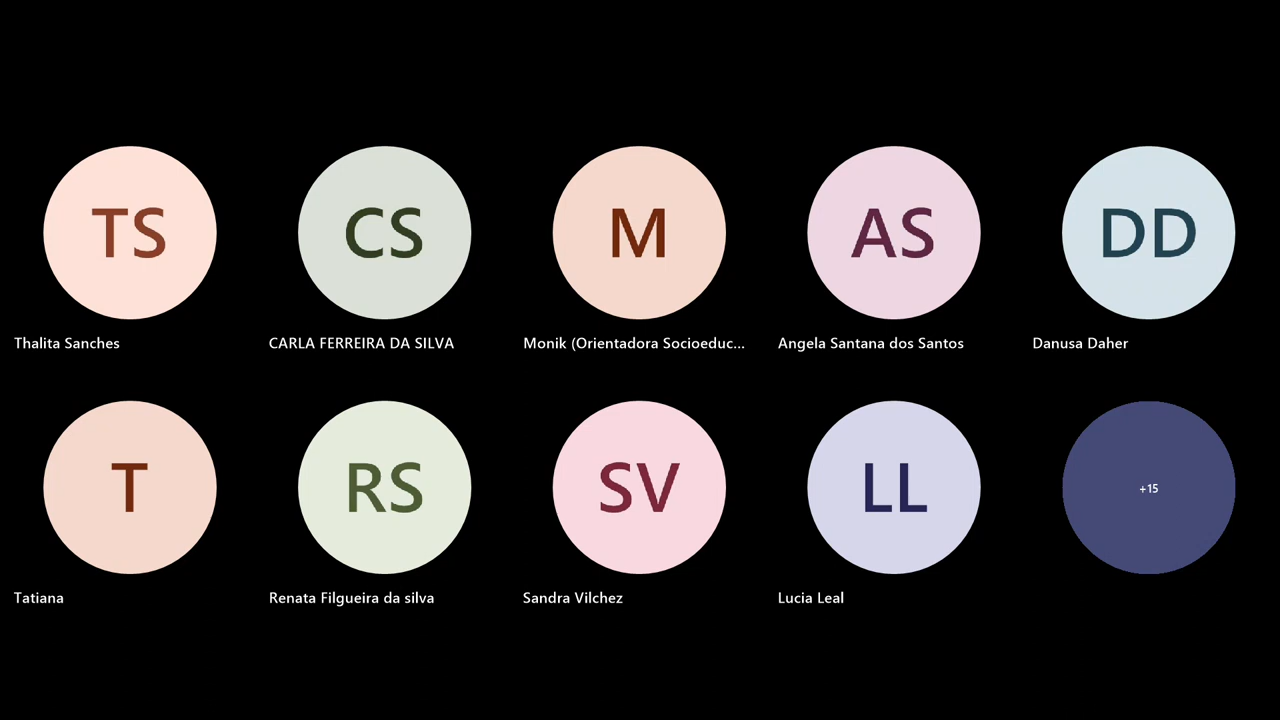 TS
CS
M
AS
DD
Thalita Sanches
CARLA FERREIRA DA SILVA
Monik (Orientadora Socioeduc...
Angela Santana dos Santos
Danusa Daher
T
RS
SV
LL
+15
Tatiana
Renata Filgueira da silva
Sandra Vilchez
Lucia Leal